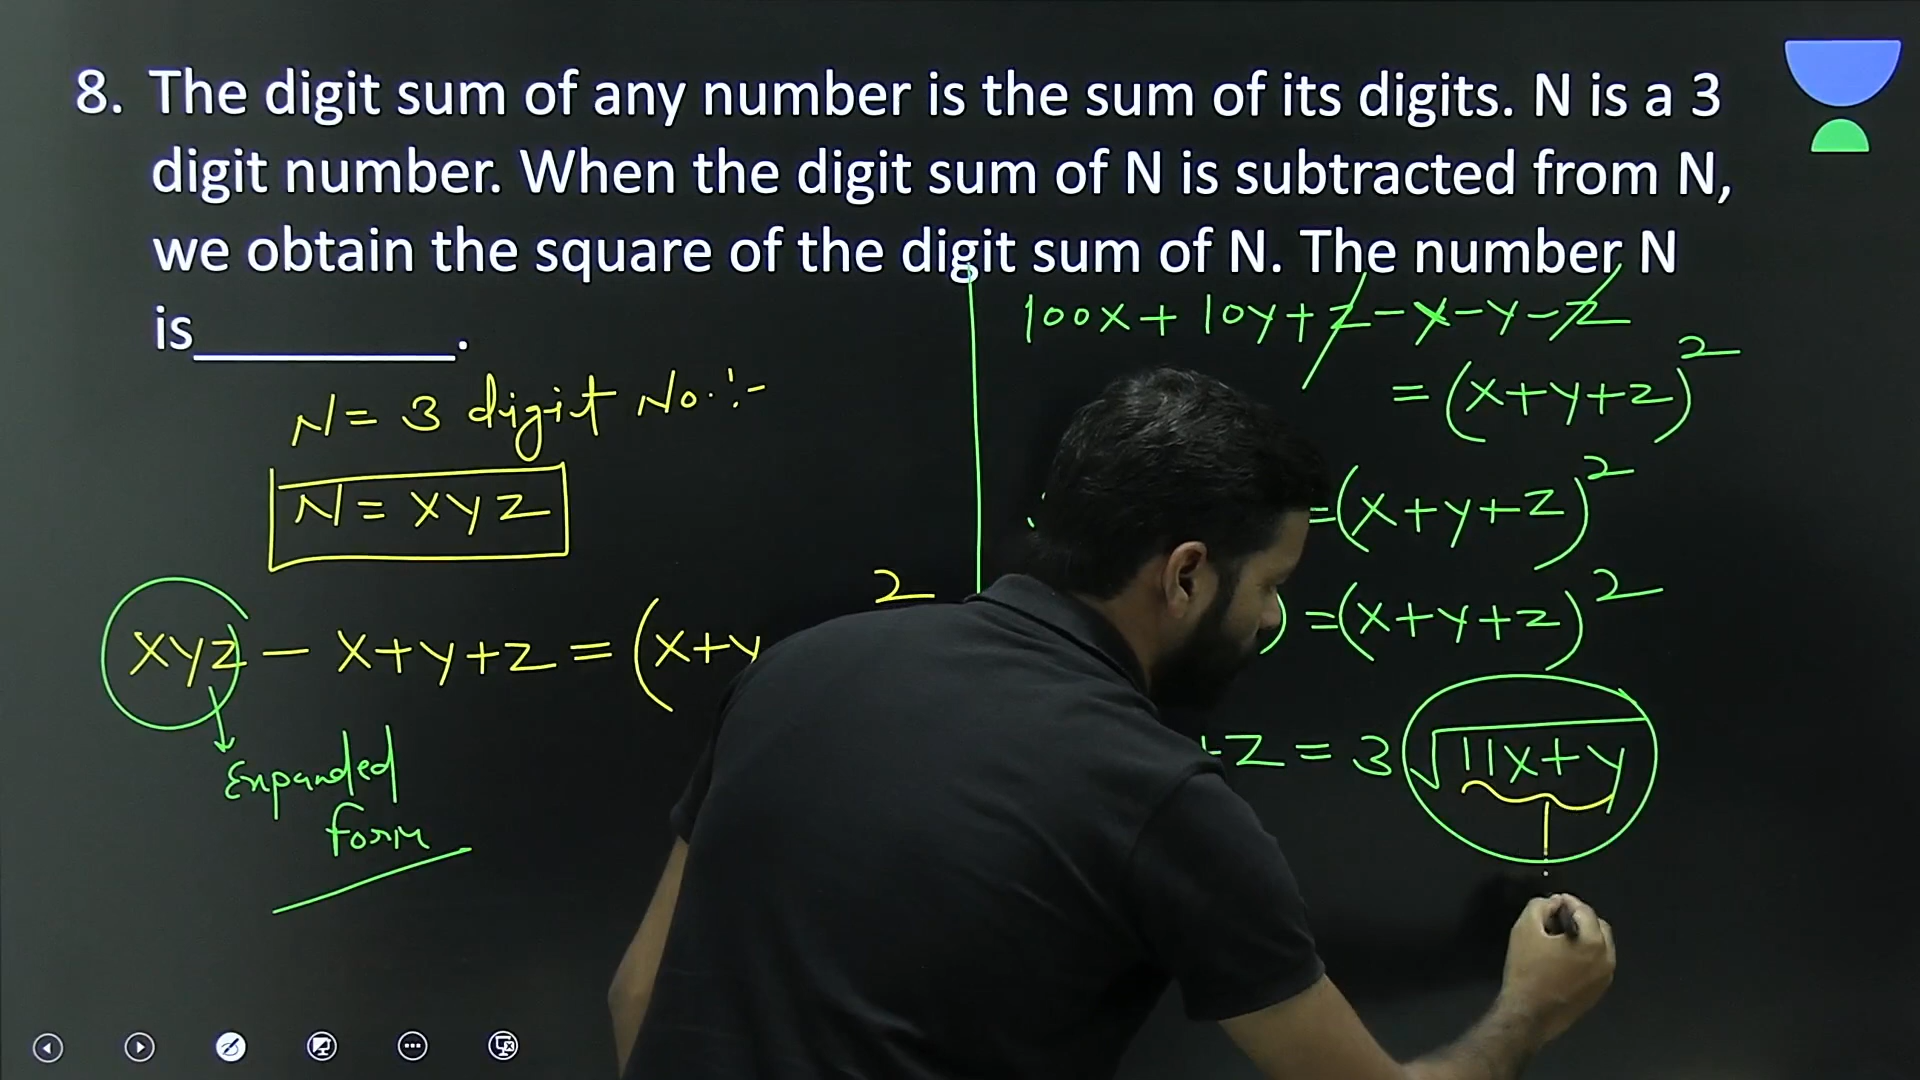 8. The digit sum of any number is the sum of its digits. N is a 3
digit number. When the digit sum of N is subtracted from N,
we obtain the square of the digit sum of N. The number N
is_________.
N = 3 digit No. :-
N = XYZ
XYZ - X+Y+Z = (X+Y
2
Expanded
form
100X + 10Y + Z - X - Y - Z
= (X+Y+Z)²
= (X+Y+Z)²
) = (X+Y+Z)²
+Z = 3 √11X+Y